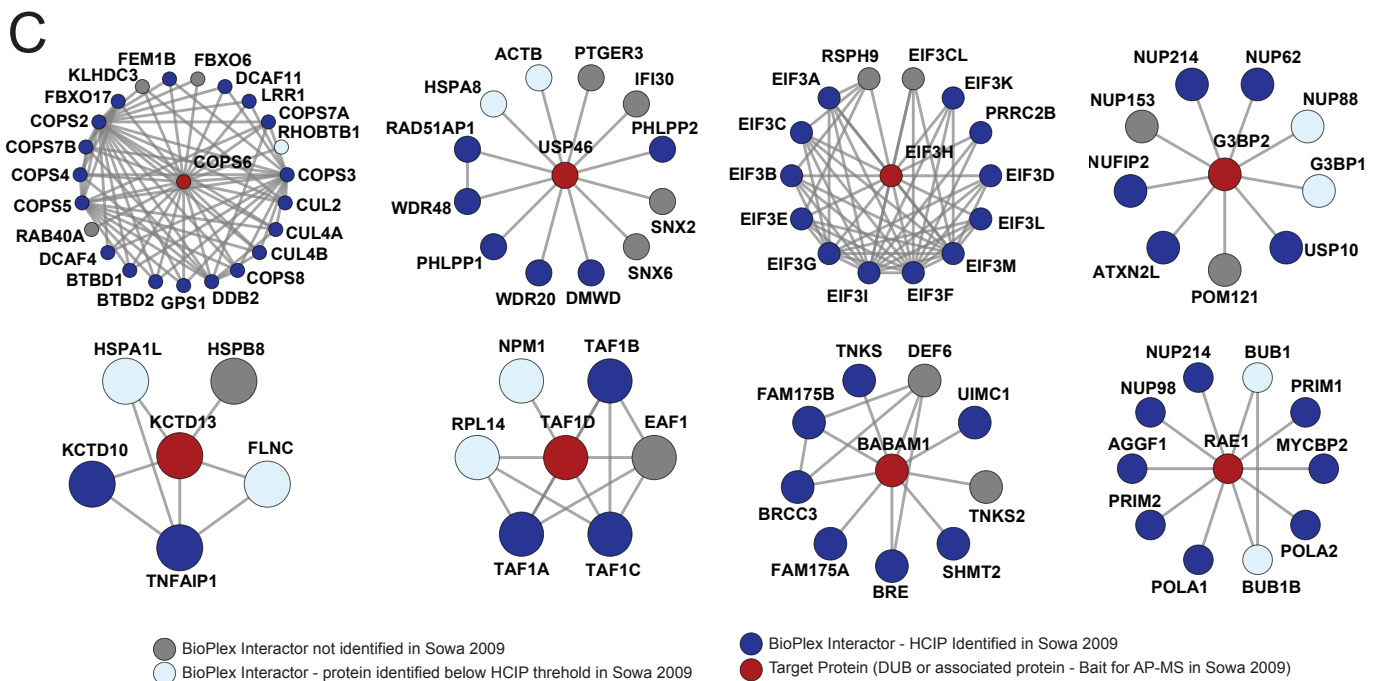 C
FEM1B
FBXO6
KLHDC3
DCAF11
FBXO17
LRR1
COPS2
COPS7A
RHOBTB1
COPS7B
COPS6
COPS4
COPS3
COPS5
CUL2
RAB40A
CUL4A
DCAF4
CUL4B
BTBD1
COPS8
BTBD2
GPS1
DDB2
ACTB
PTGER3
HSPA8
IFI30
RAD51AP1
USP46
PHLPP2
WDR48
SNX2
PHLPP1
SNX6
WDR20
DMWD
RSPH9
EIF3CL
EIF3A
EIF3K
EIF3C
PRRC2B
EIF3H
EIF3B
EIF3D
EIF3E
EIF3L
EIF3G
EIF3M
EIF3I
EIF3F
NUP214
NUP62
NUP153
NUP88
G3BP2
NUFIP2
G3BP1
ATXN2L
USP10
POM121
HSPA1L
HSPB8
KCTD13
KCTD10
FLNC
TNFAIP1
NPM1
TAF1B
RPL14
TAF1D
EAF1
TAF1A
TAF1C
TNKS
DEF6
FAM175B
UIMC1
BABAM1
BRCC3
TNKS2
FAM175A
SHMT2
BRE
NUP214
BUB1
NUP98
PRIM1
AGGF1
RAE1
MYCBP2
PRIM2
POLA2
POLA1
BUB1B
BioPlex Interactor not identified in Sowa 2009
BioPlex Interactor - protein identified below HCIP threhold in Sowa 2009
BioPlex Interactor - HCIP Identified in Sowa 2009
Target Protein (DUB or associated protein - Bait for AP-MS in Sowa 2009)